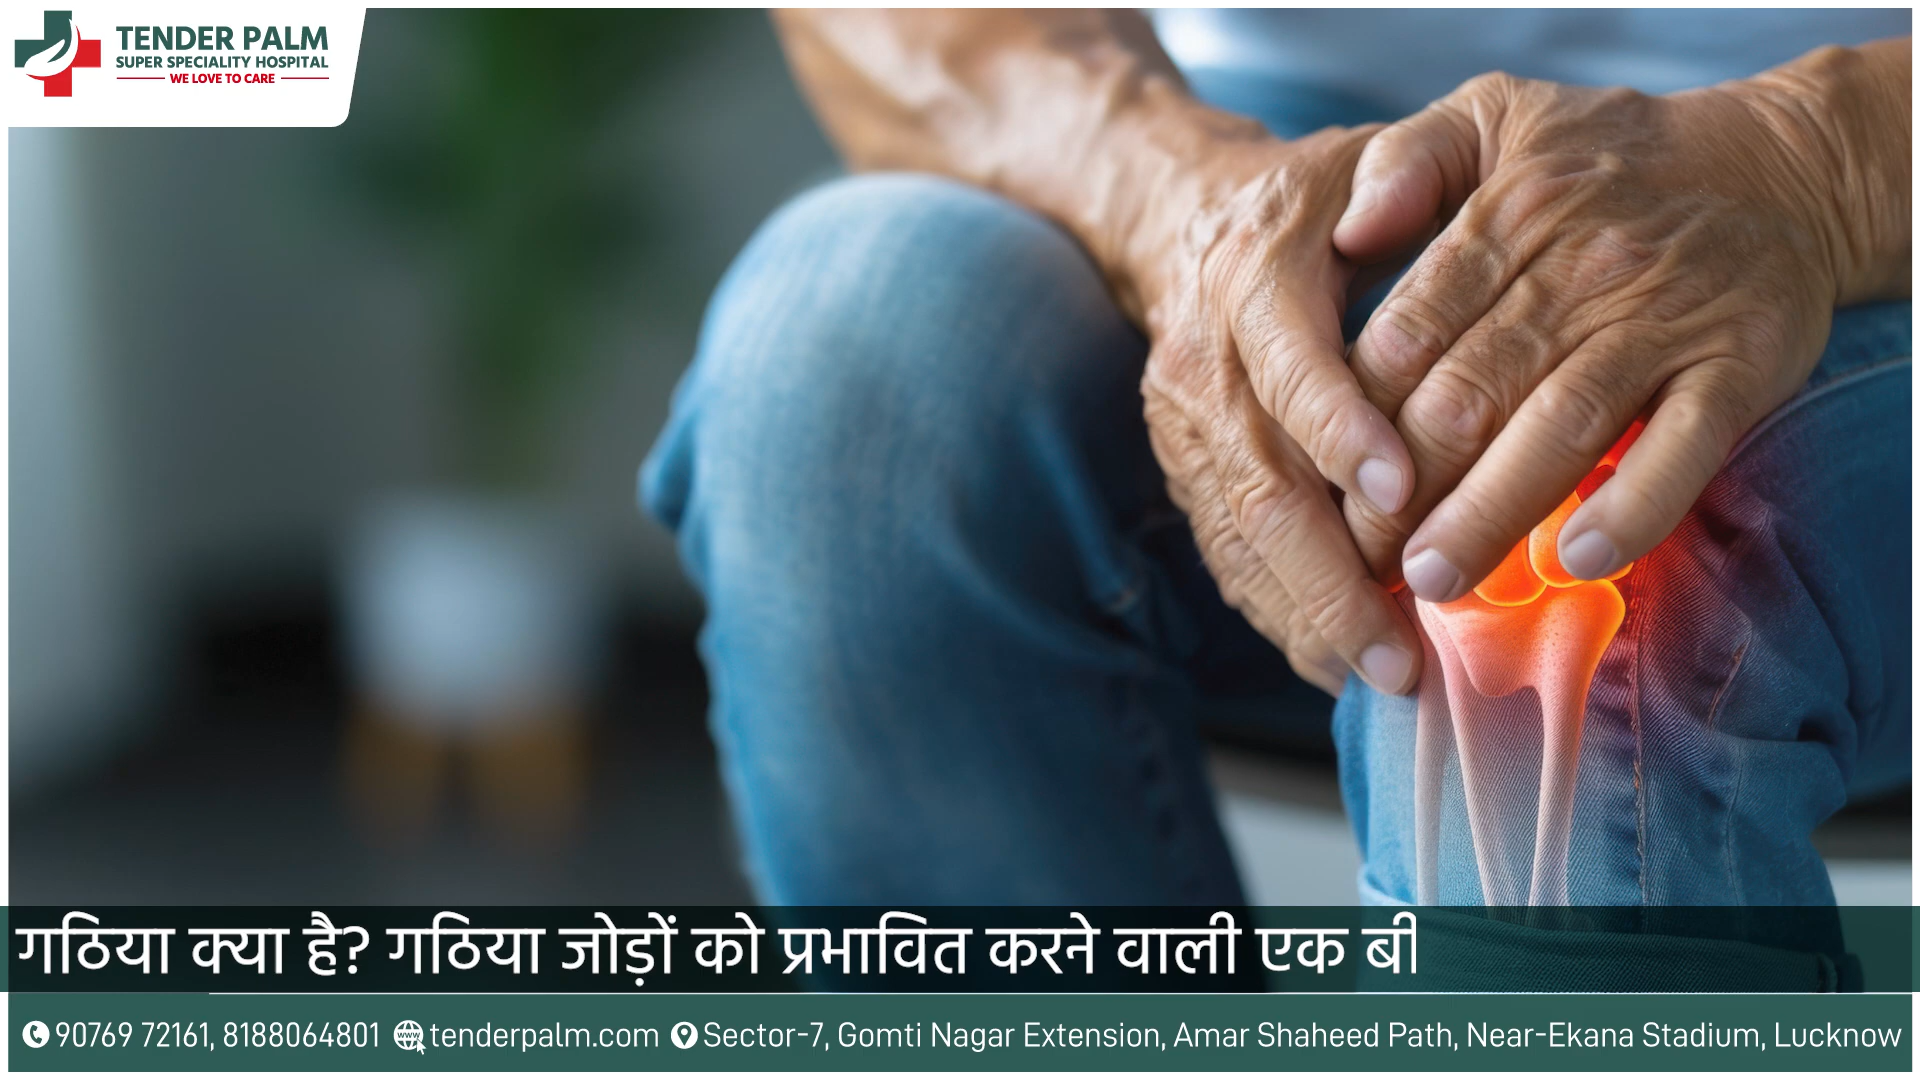 TENDER PALM
SUPER SPECIALITY HOSPITAL
WE LOVE TO CARE
गठिया क्या है? गठिया जोड़ों को प्रभावित करने वाली एक बी
90769 72161, 8188064801 www tenderpalm.com Sector-7, Gomti Nagar Extension, Amar Shaheed Path, Near-Ekana Stadium, Lucknow